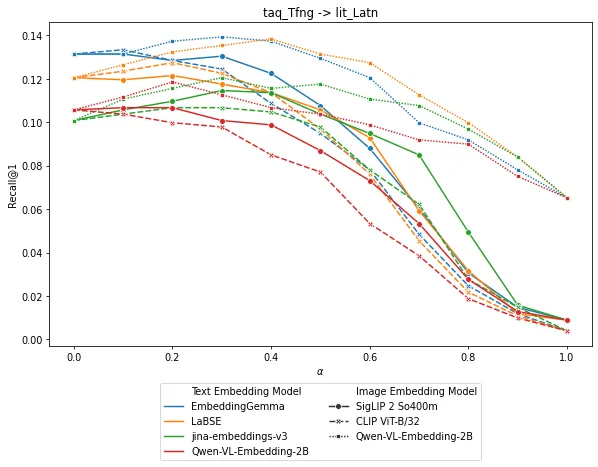 taq_Tfng -> lit_Latn
0.14
0.12
0.10
0.08
0.06
0.04
0.02
0.00
Recall@1
0.0 0.2 0.4 0.6 0.8 1.0
α
Text Embedding Model
EmbeddingGemma
LaBSE
jina-embeddings-v3
Qwen-VL-Embedding-2B
Image Embedding Model
SigLIP 2 So400m
CLIP ViT-B/32
Qwen-VL-Embedding-2B